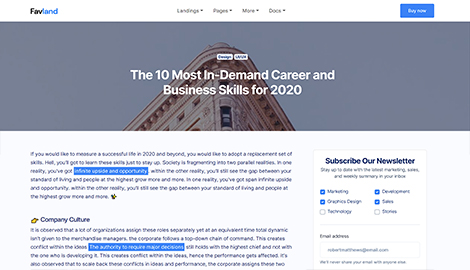 Favland
Landings Pages More Docs
Buy now
Design UI/UX
The 10 Most In-Demand Career and
Business Skills for 2020
If you would like to measure a successful life in 2020 and beyond, you would like to adopt a replacement set of
skills. Hell, you'll got to learn these skills just to stay up. Society is fragmenting into two parallel realities. In one
reality, you've got infinite upside and opportunity. within the other reality, you'll still see the gap between your
standard of living and people at the highest grow more and more. In one reality, you've got open infinite upside
and opportunity. within the other reality, you'll still see the gap between your standard of living and people at
the highest grow more and more.
Company Culture
It is observed that a lot of organizations assign these roles separately yet at an equivalent time total dynamic
isn't given to the merchandise managers, the corporate follows a top-down chain of command. This creates
conflict within the ideas The authority to require major decisions still holds with the highest chief and not with
the one who is developing it. This creates conflict within the ideas, hence the performance gets affected. It's
also observed that to scale back these conflicts in ideas and performance, the corporate assigns these two
Subscribe Our Newsletter
Stay up to date with the latest marketing, sales,
and weekly summary in your inbox
Marketing Development
Graphics Design Sales
Technology Stories
Email address
robertmatthews@email.com
We'll never share your email with anyone else.